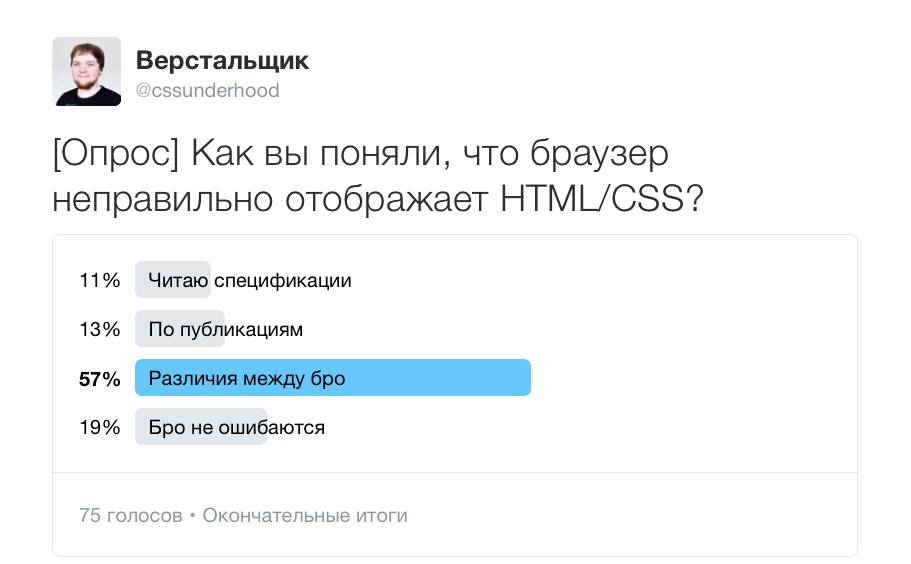 Верстальщик
@cssunderhood
[Опрос] Как вы поняли, что браузер
неправильно отображает HTML/CSS?
11% Читаю спецификации
13% По публикациям
57% Различия между бро
19% Бро не ошибаются
75 голосов • Окончательные итоги